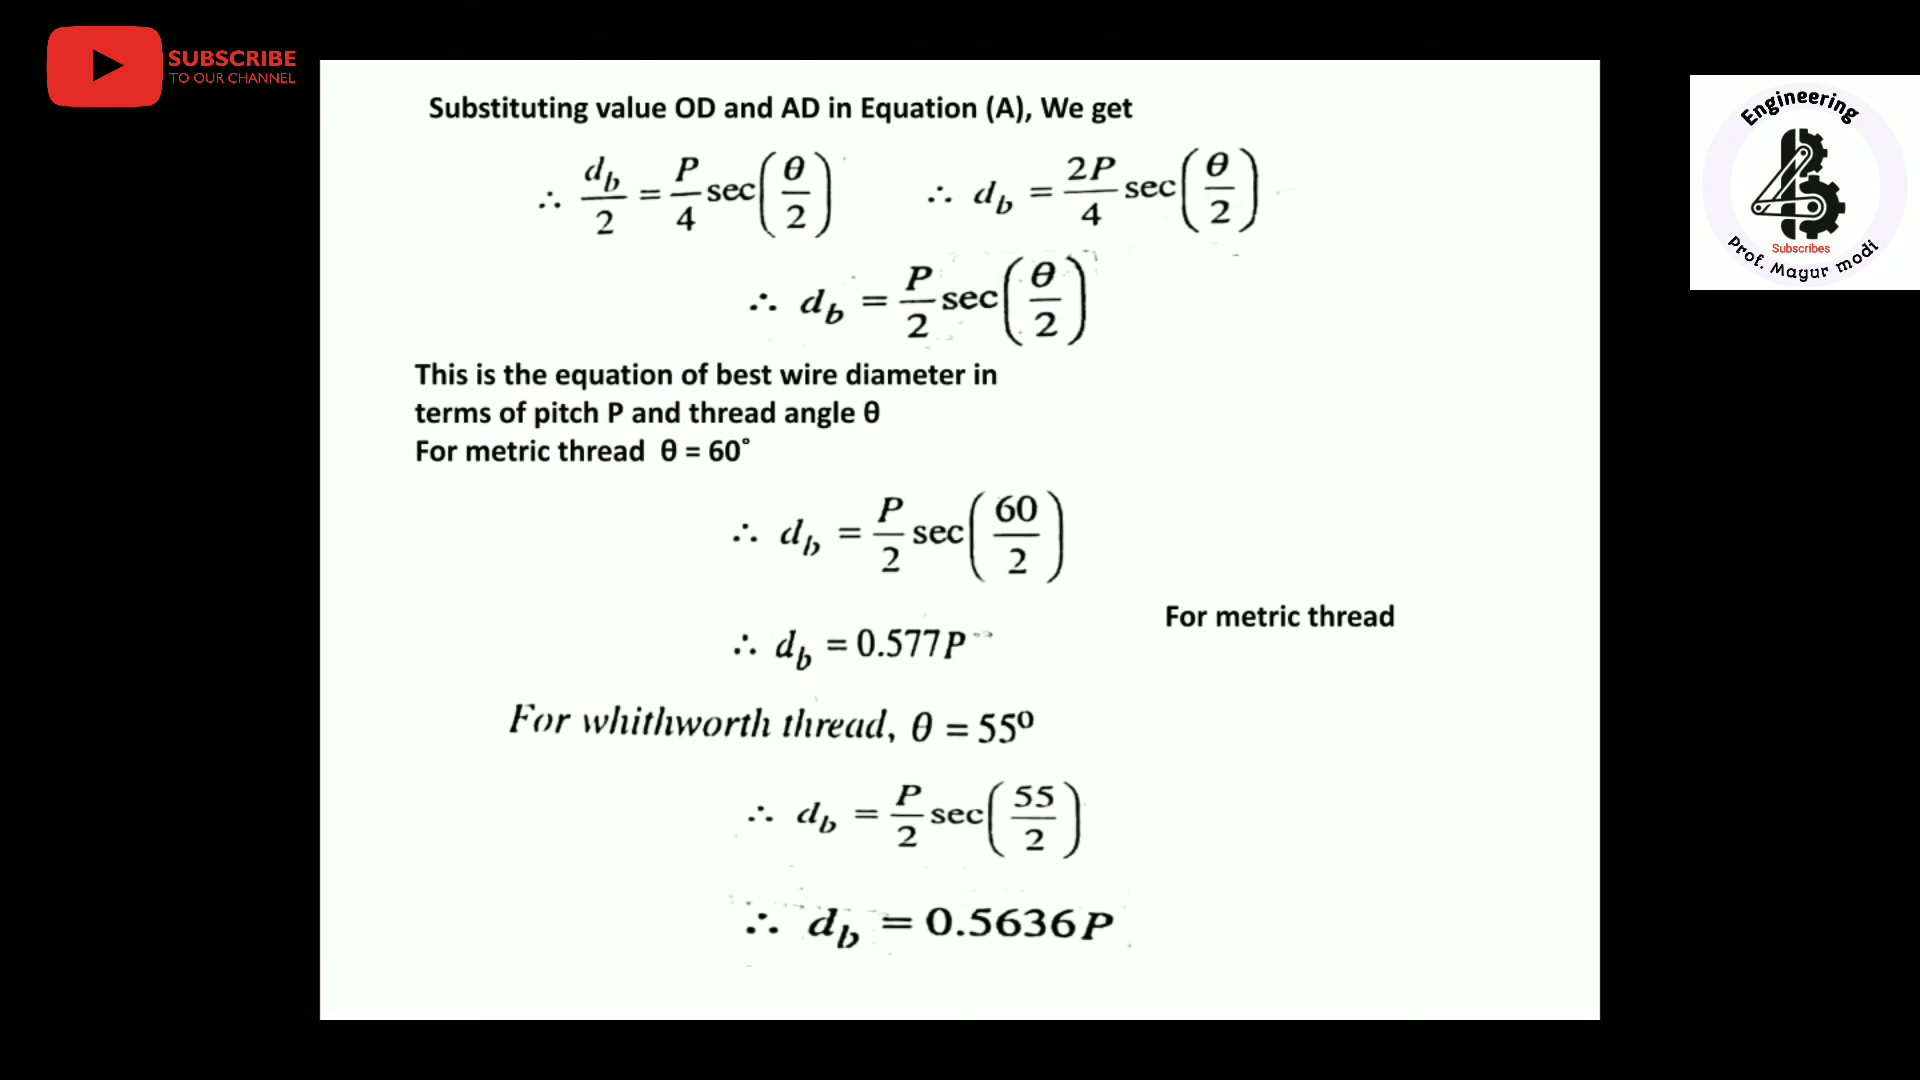 SUBSCRIBE
TO OUR CHANNEL
Engineering
Subscribes
Prof. Mayur modi
Substituting value OD and AD in Equation (A), We get
∴ d_b/2 = P/4 sec(θ/2) ∴ d_b = 2P/4 sec(θ/2)
∴ d_b = P/2 sec(θ/2)
This is the equation of best wire diameter in
terms of pitch P and thread angle θ
For metric thread θ = 60°
∴ d_b = P/2 sec(60/2)
For metric thread
∴ d_b = 0.577P
For whithworth thread, θ = 55⁰
∴ d_b = P/2 sec(55/2)
∴ d_b = 0.5636P